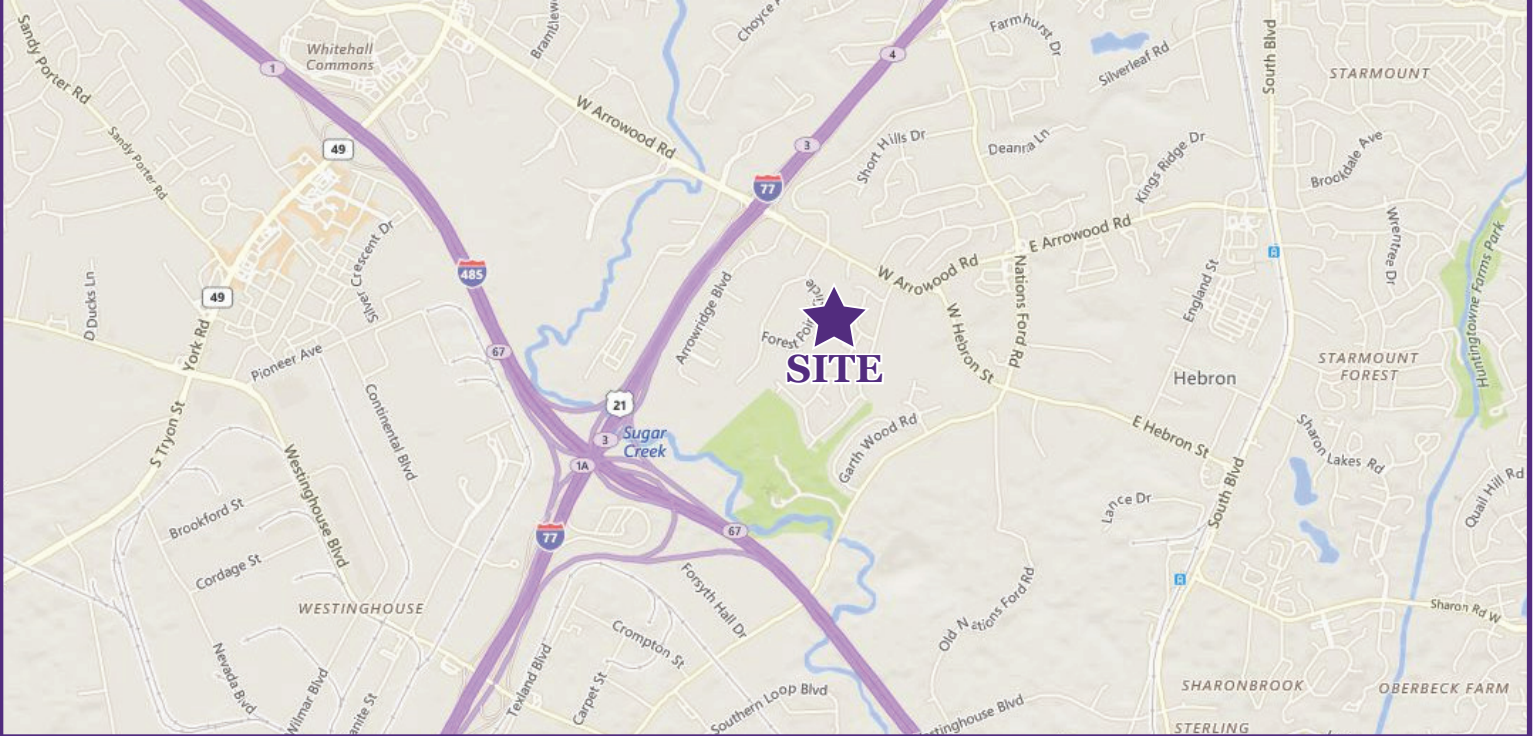 Sandy Porter Rd
Whitehall
Commons
1
Choyce
Farmhurst Dr
4
Silverleaf Rd
South Blvd
STARMOUNT
W Arrowood Rd
Sandy Porter Rd
49
3
Short Hills Dr
Deanna Ln
Kings Ridge Dr
Brookdale Ave
77
Wrentree Dr
Huntingtowne Farms Park
Silver Crescent Dr
E Arrowood Rd
485
W Arrowood Rd
Nations Ford Rd
England St
D Ducks Ln
49
Arrowridge Blvd
SITE
W Hebron St
York Rd
67
Pioneer Ave
Hebron
STARMOUNT
FOREST
Continental Blvd
21
Sugar
Creek
3
1A
Garth Wood Rd
E Hebron St
Sharon Lakes Rd
S Tryon St
Westinghouse Blvd
South Blvd
Quail Hill Rd
Lance Dr
Brookford St
77
67
Cordage St
Forsyth Hall Dr
Old Nations Ford Rd
WESTINGHOUSE
Sharon Rd W
Crompton St
Nevada Blvd
Wilmar Blvd
Texland Blvd
Carpet St
Southern Loop Blvd
SHARONBROOK
OBERBECK FARM
STERLING